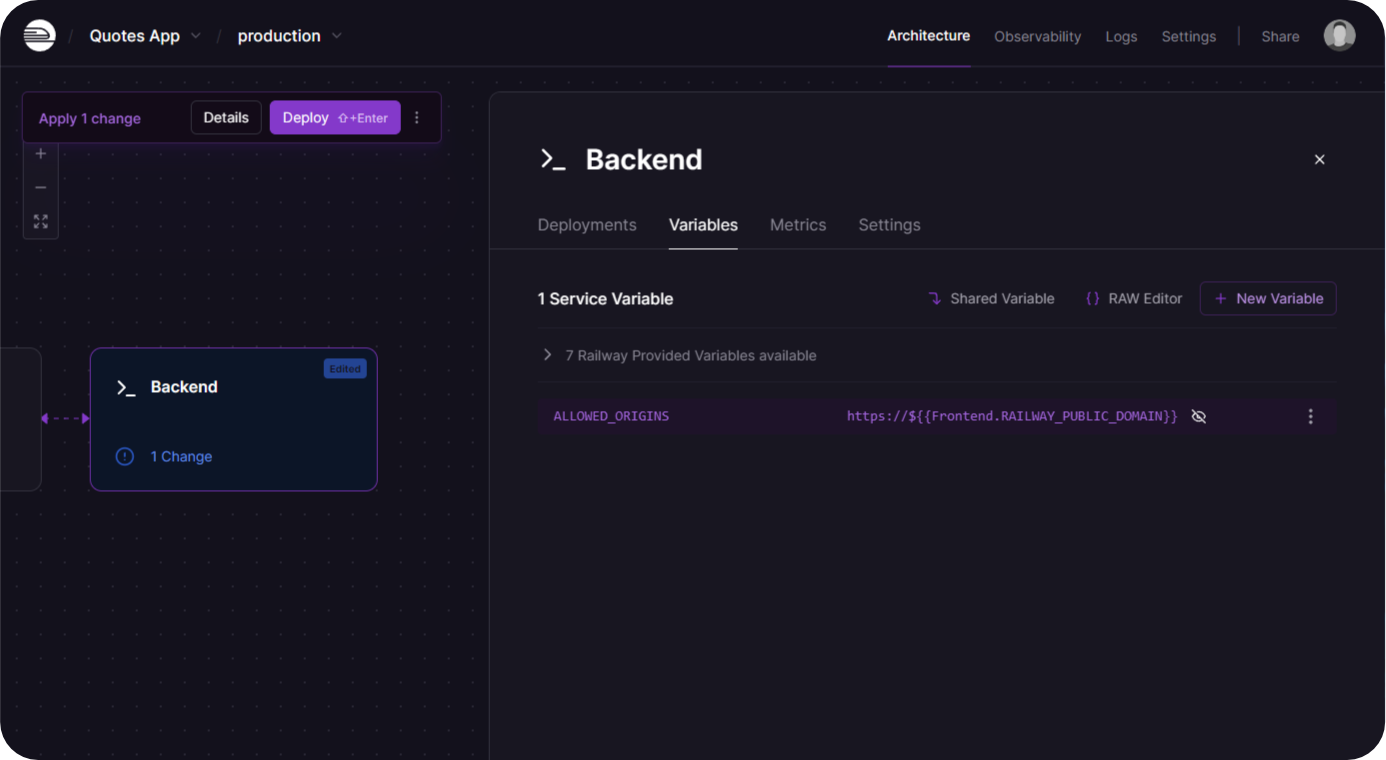 / Quotes App / production
Architecture Observability Logs Settings Share
Apply 1 change Details Deploy ⇧+Enter
Backend
Deployments Variables Metrics Settings
1 Service Variable Shared Variable {} RAW Editor + New Variable
7 Railway Provided Variables available
ALLOWED_ORIGINS https://${{Frontend.RAILWAY_PUBLIC_DOMAIN}}
Edited
Backend
1 Change